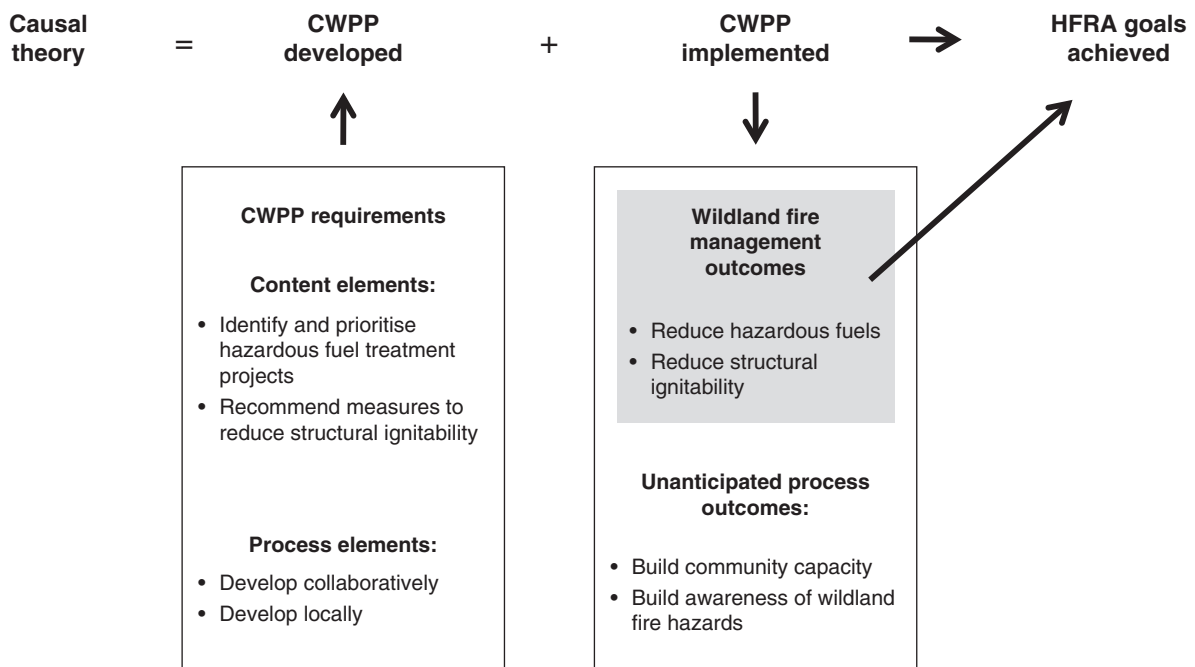 Causal
theory
=
CWPP
developed
+
CWPP
implemented
HFRA goals
achieved
CWPP requirements
Content elements:
• Identify and prioritise
hazardous fuel treatment
projects
• Recommend measures to
reduce structural ignitability
Process elements:
• Develop collaboratively
• Develop locally
Wildland fire
management
outcomes
• Reduce hazardous fuels
• Reduce structural
ignitability
Unanticipated process
outcomes:
• Build community capacity
• Build awareness of wildland
fire hazards